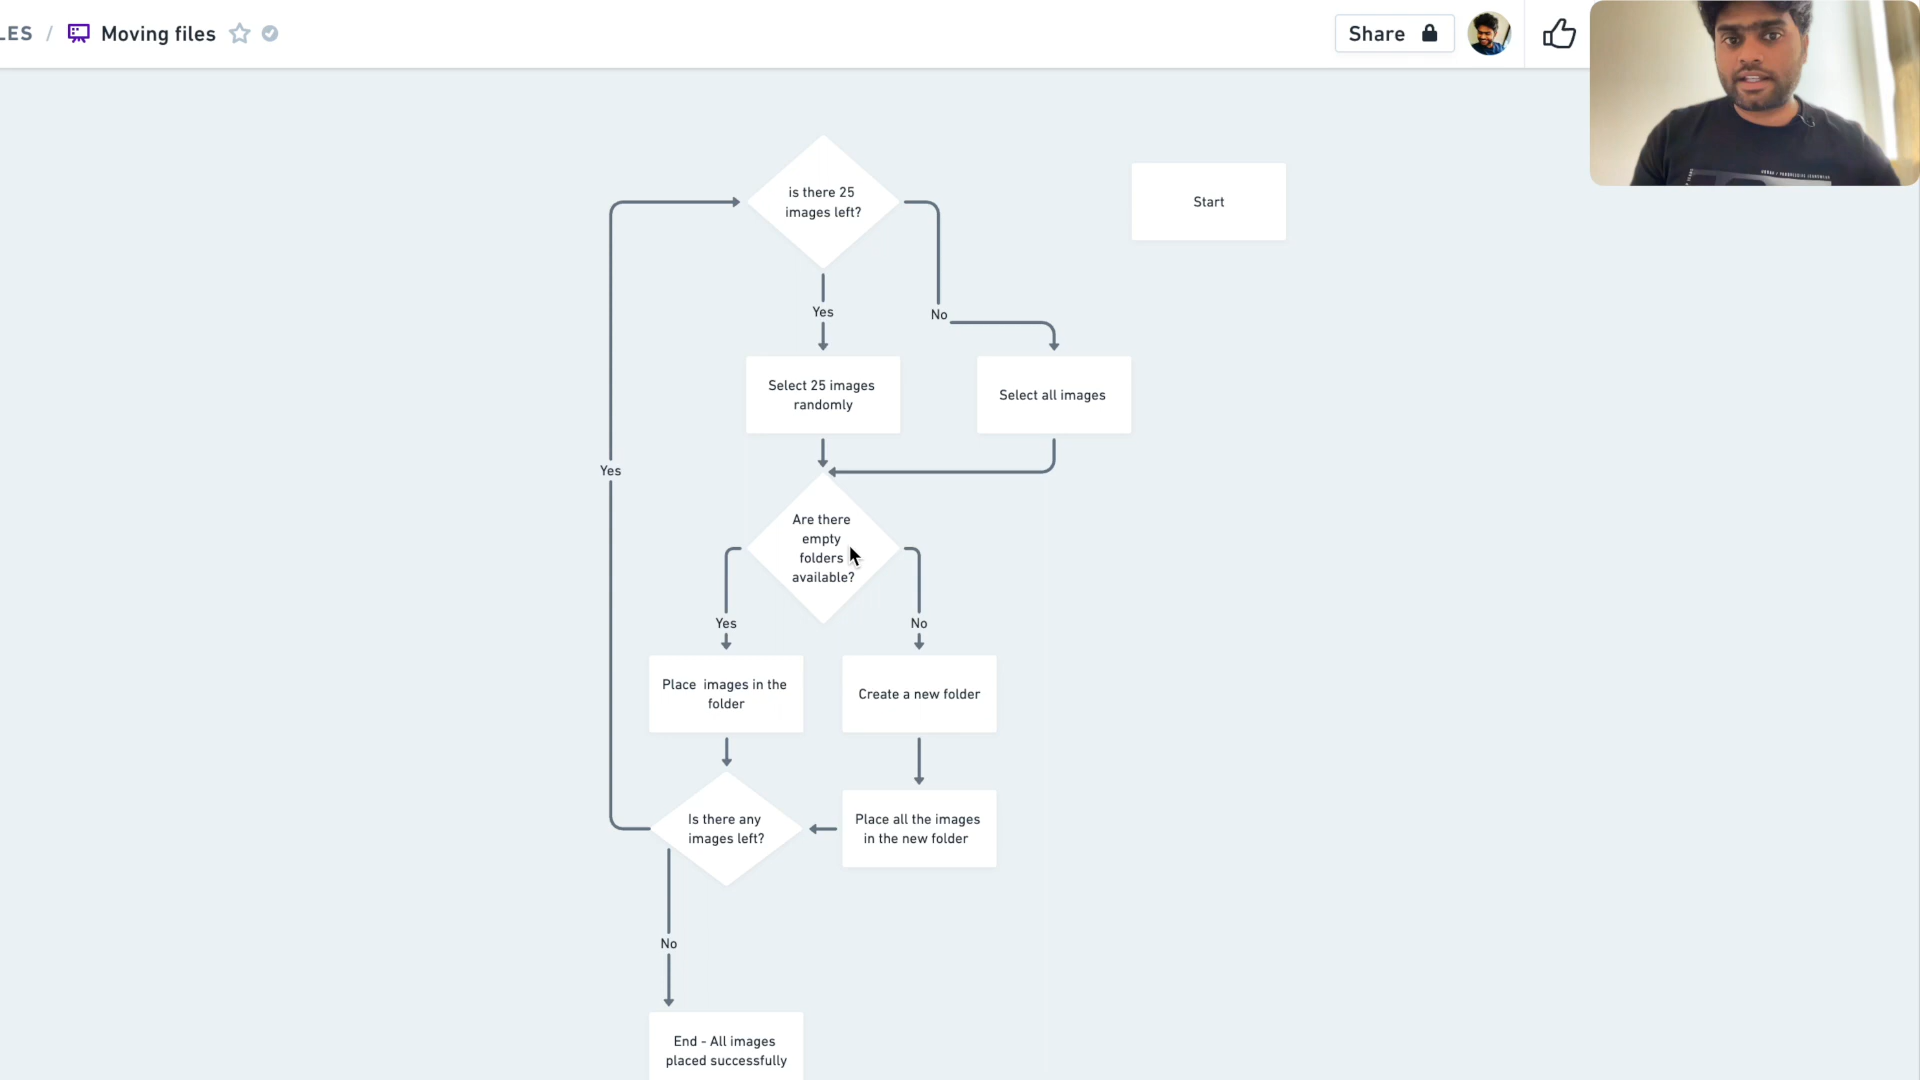 LES / Moving files
Share
is there 25
images left?
Start
Yes
No
Select 25 images
randomly
Select all images
Yes
Are there
empty
folders
available?
Yes
No
Place images in the
folder
Create a new folder
Is there any
images left?
Place all the images
in the new folder
No
End - All images
placed successfully